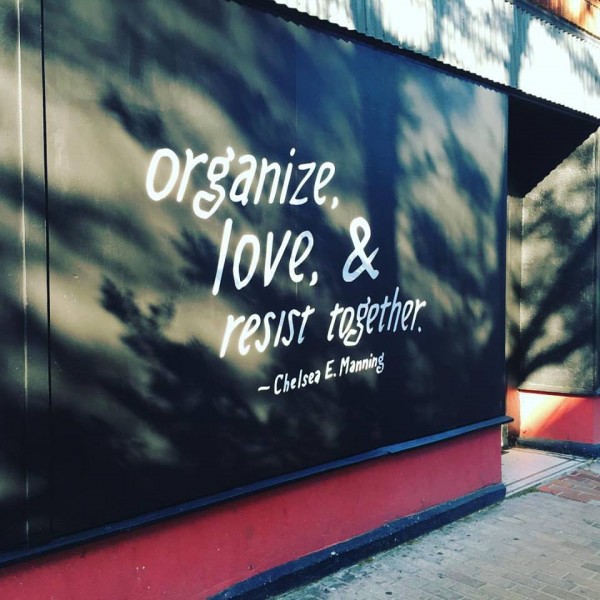 organize,
love, &
resist together.
~ Chelsea E. Manning